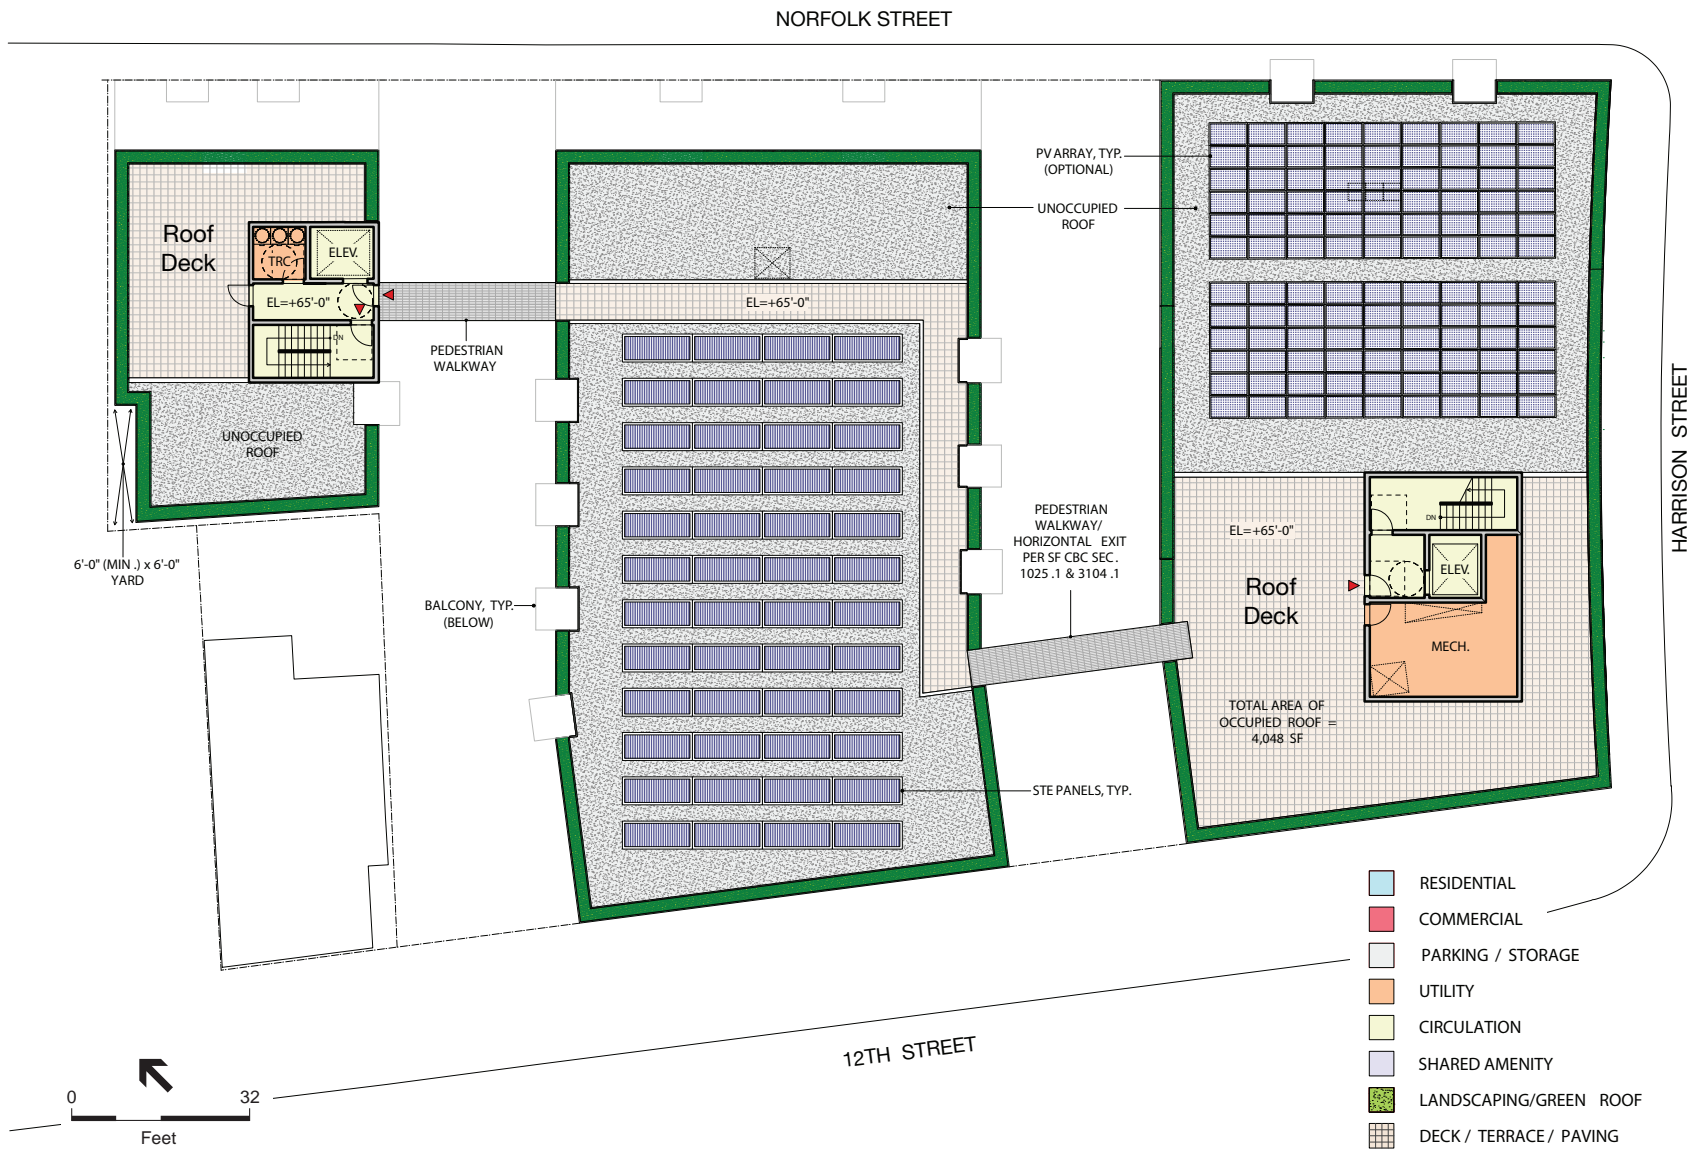 NORFOLK STREET
PV ARRAY, TYP.
(OPTIONAL)
UNOCCUPIED
ROOF
Roof
Deck
TRC
ELEV.
EL=+65'-0"
DN
PEDESTRIAN
WALKWAY
EL=+65'-0"
UNOCCUPIED
ROOF
6'-0" (MIN .) x 6'-0"
YARD
BALCONY, TYP.
(BELOW)
PEDESTRIAN
WALKWAY/
HORIZONTAL EXIT
PER SF CBC SEC.
1025 .1 & 3104 .1
STE PANELS, TYP.
EL=+65'-0"
Roof
Deck
DN
ELEV.
MECH.
TOTAL AREA OF
OCCUPIED ROOF =
4,048 SF
HARRISON STREET
12TH STREET
0 32
Feet
RESIDENTIAL
COMMERCIAL
PARKING / STORAGE
UTILITY
CIRCULATION
SHARED AMENITY
LANDSCAPING/GREEN ROOF
DECK / TERRACE / PAVING